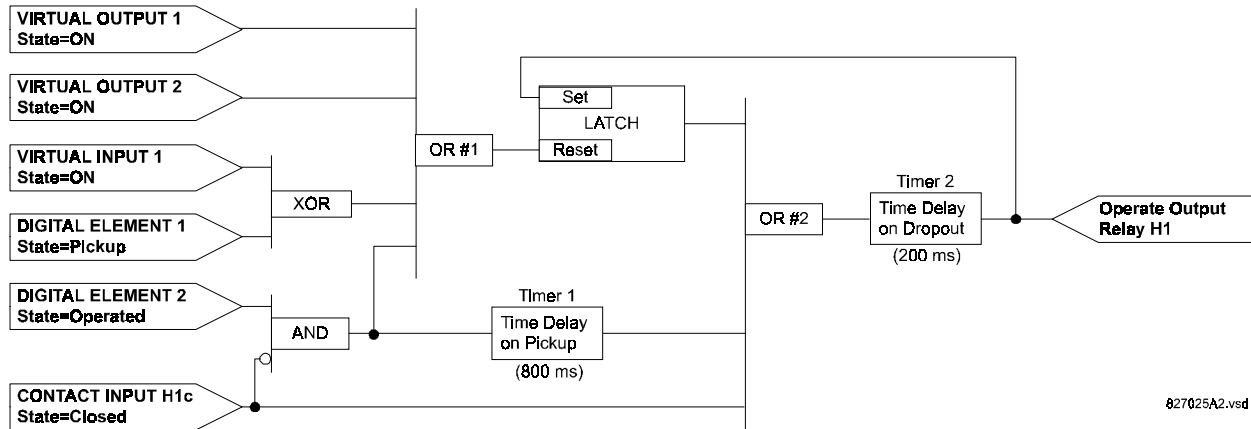 VIRTUAL OUTPUT 1
State=ON
VIRTUAL OUTPUT 2
State=ON
VIRTUAL INPUT 1
State=ON
DIGITAL ELEMENT 1
State=Pickup
DIGITAL ELEMENT 2
State=Operated
CONTACT INPUT H1c
State=Closed
XOR
AND
OR #1
Set
LATCH
Reset
Timer 1
Time Delay
on Pickup
(800 ms)
OR #2
Timer 2
Time Delay
on Dropout
(200 ms)
Operate Output
Relay H1
827025A2.vsd